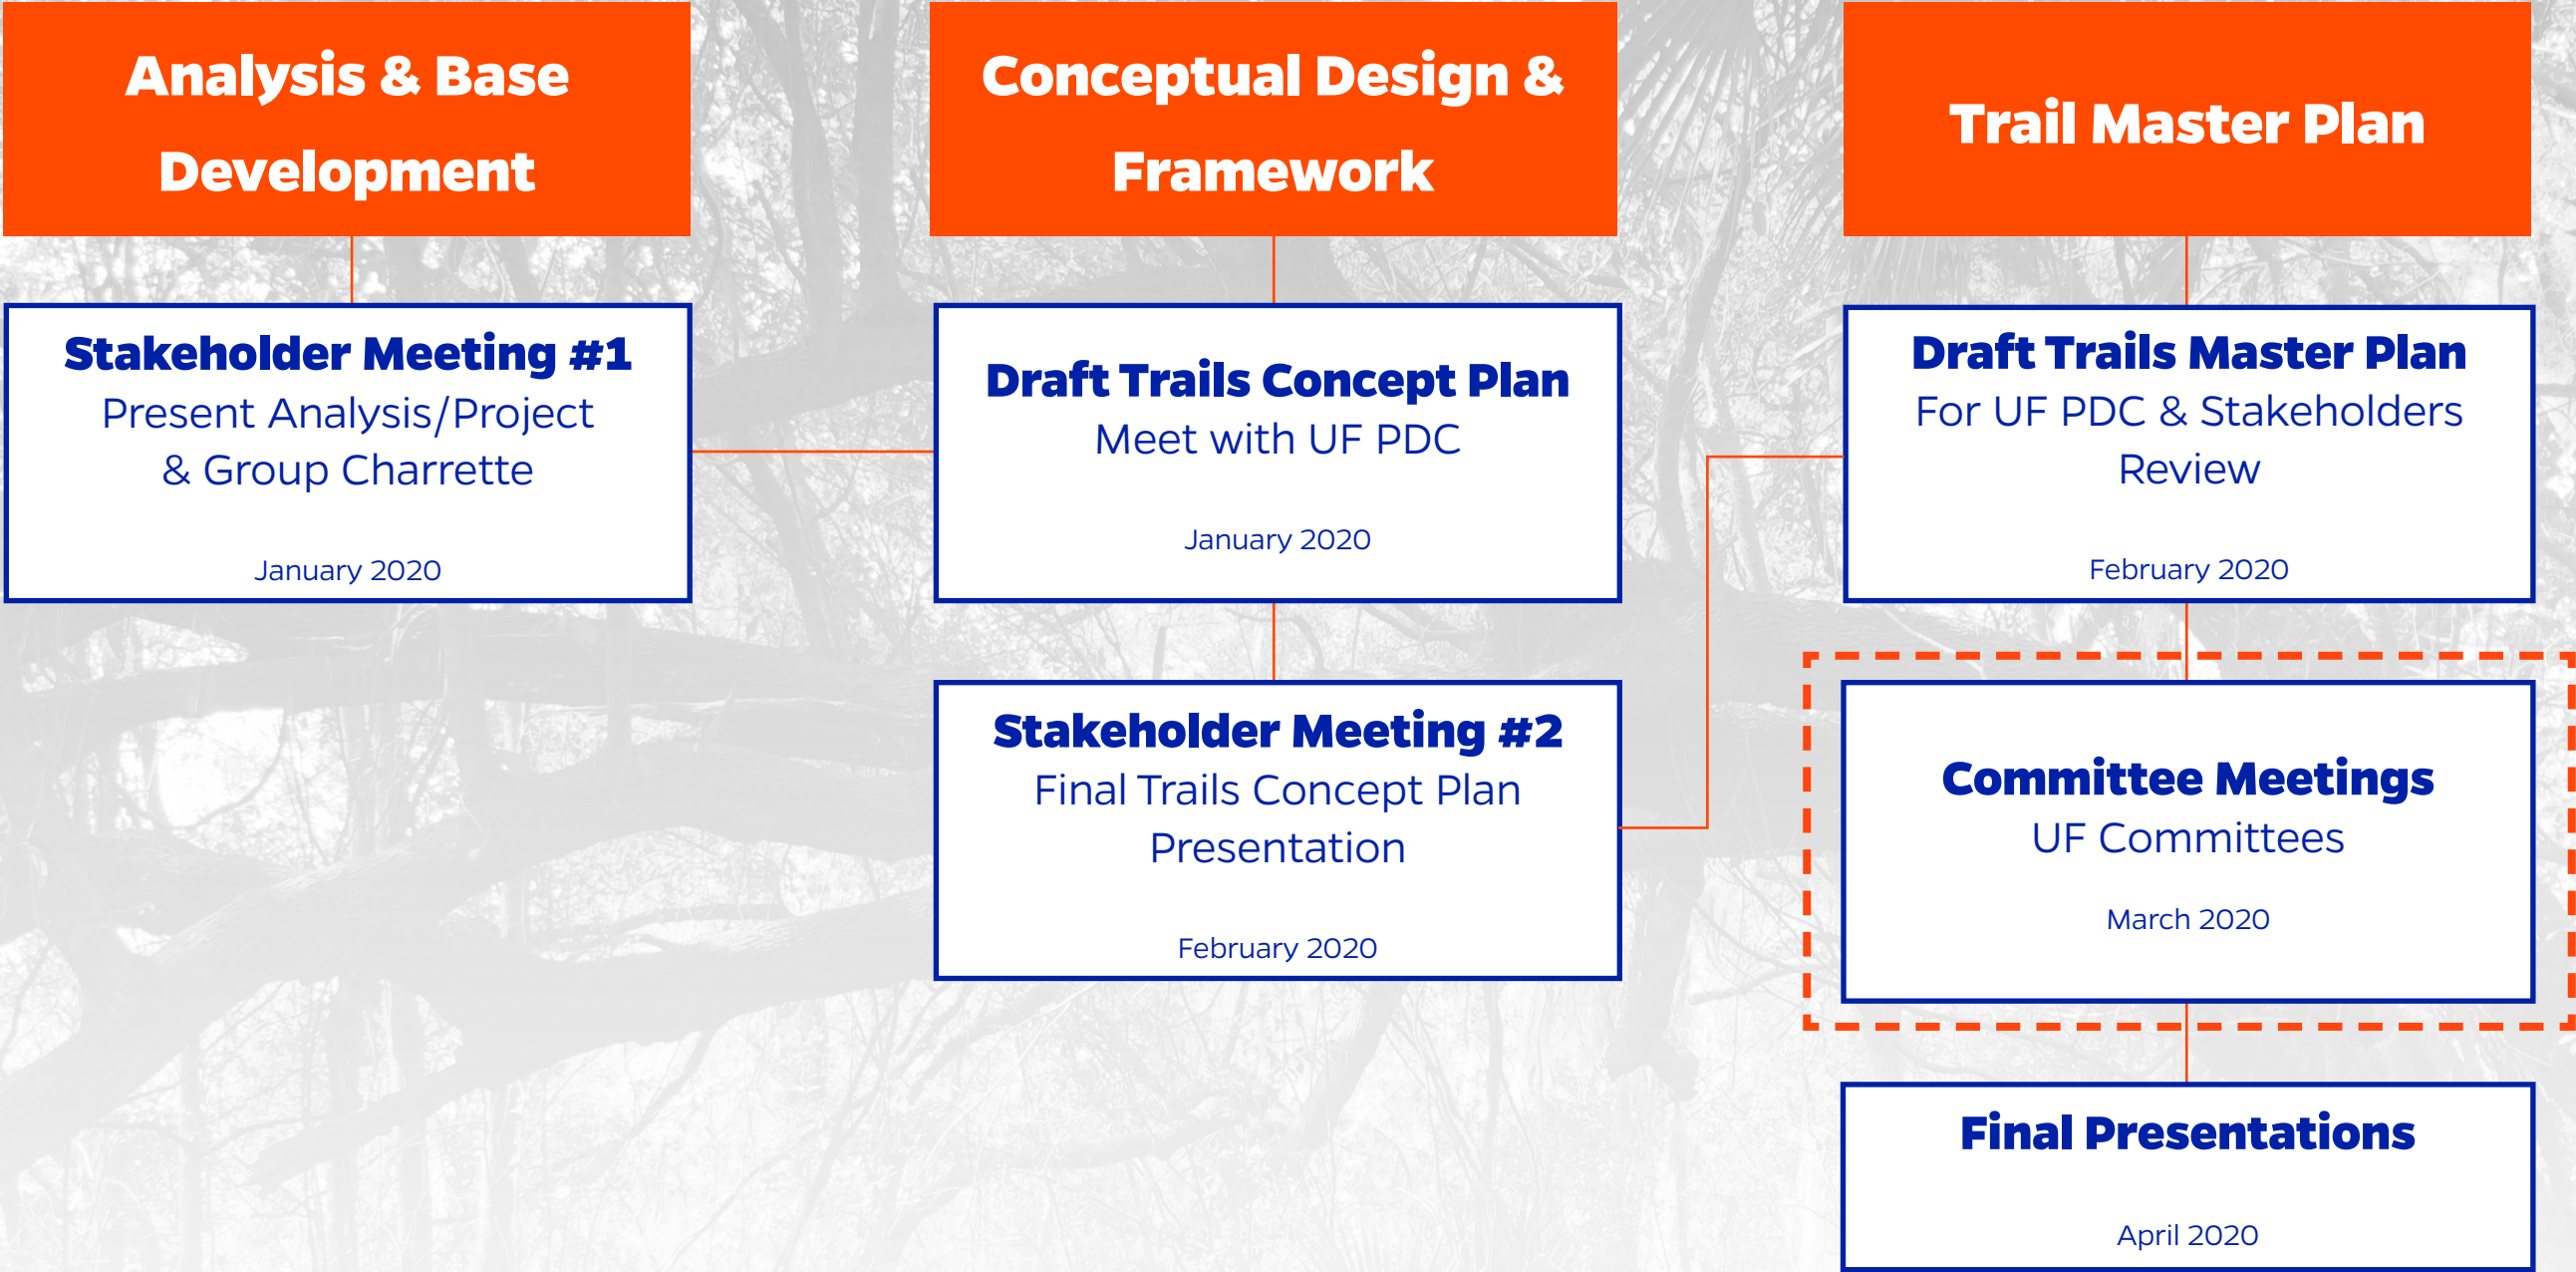 Analysis & Base
Development
Stakeholder Meeting #1
Present Analysis/Project
& Group Charrette
January 2020
Conceptual Design &
Framework
Draft Trails Concept Plan
Meet with UF PDC
January 2020
Stakeholder Meeting #2
Final Trails Concept Plan
Presentation
February 2020
Trail Master Plan
Draft Trails Master Plan
For UF PDC & Stakeholders
Review
February 2020
Committee Meetings
UF Committees
March 2020
Final Presentations
April 2020